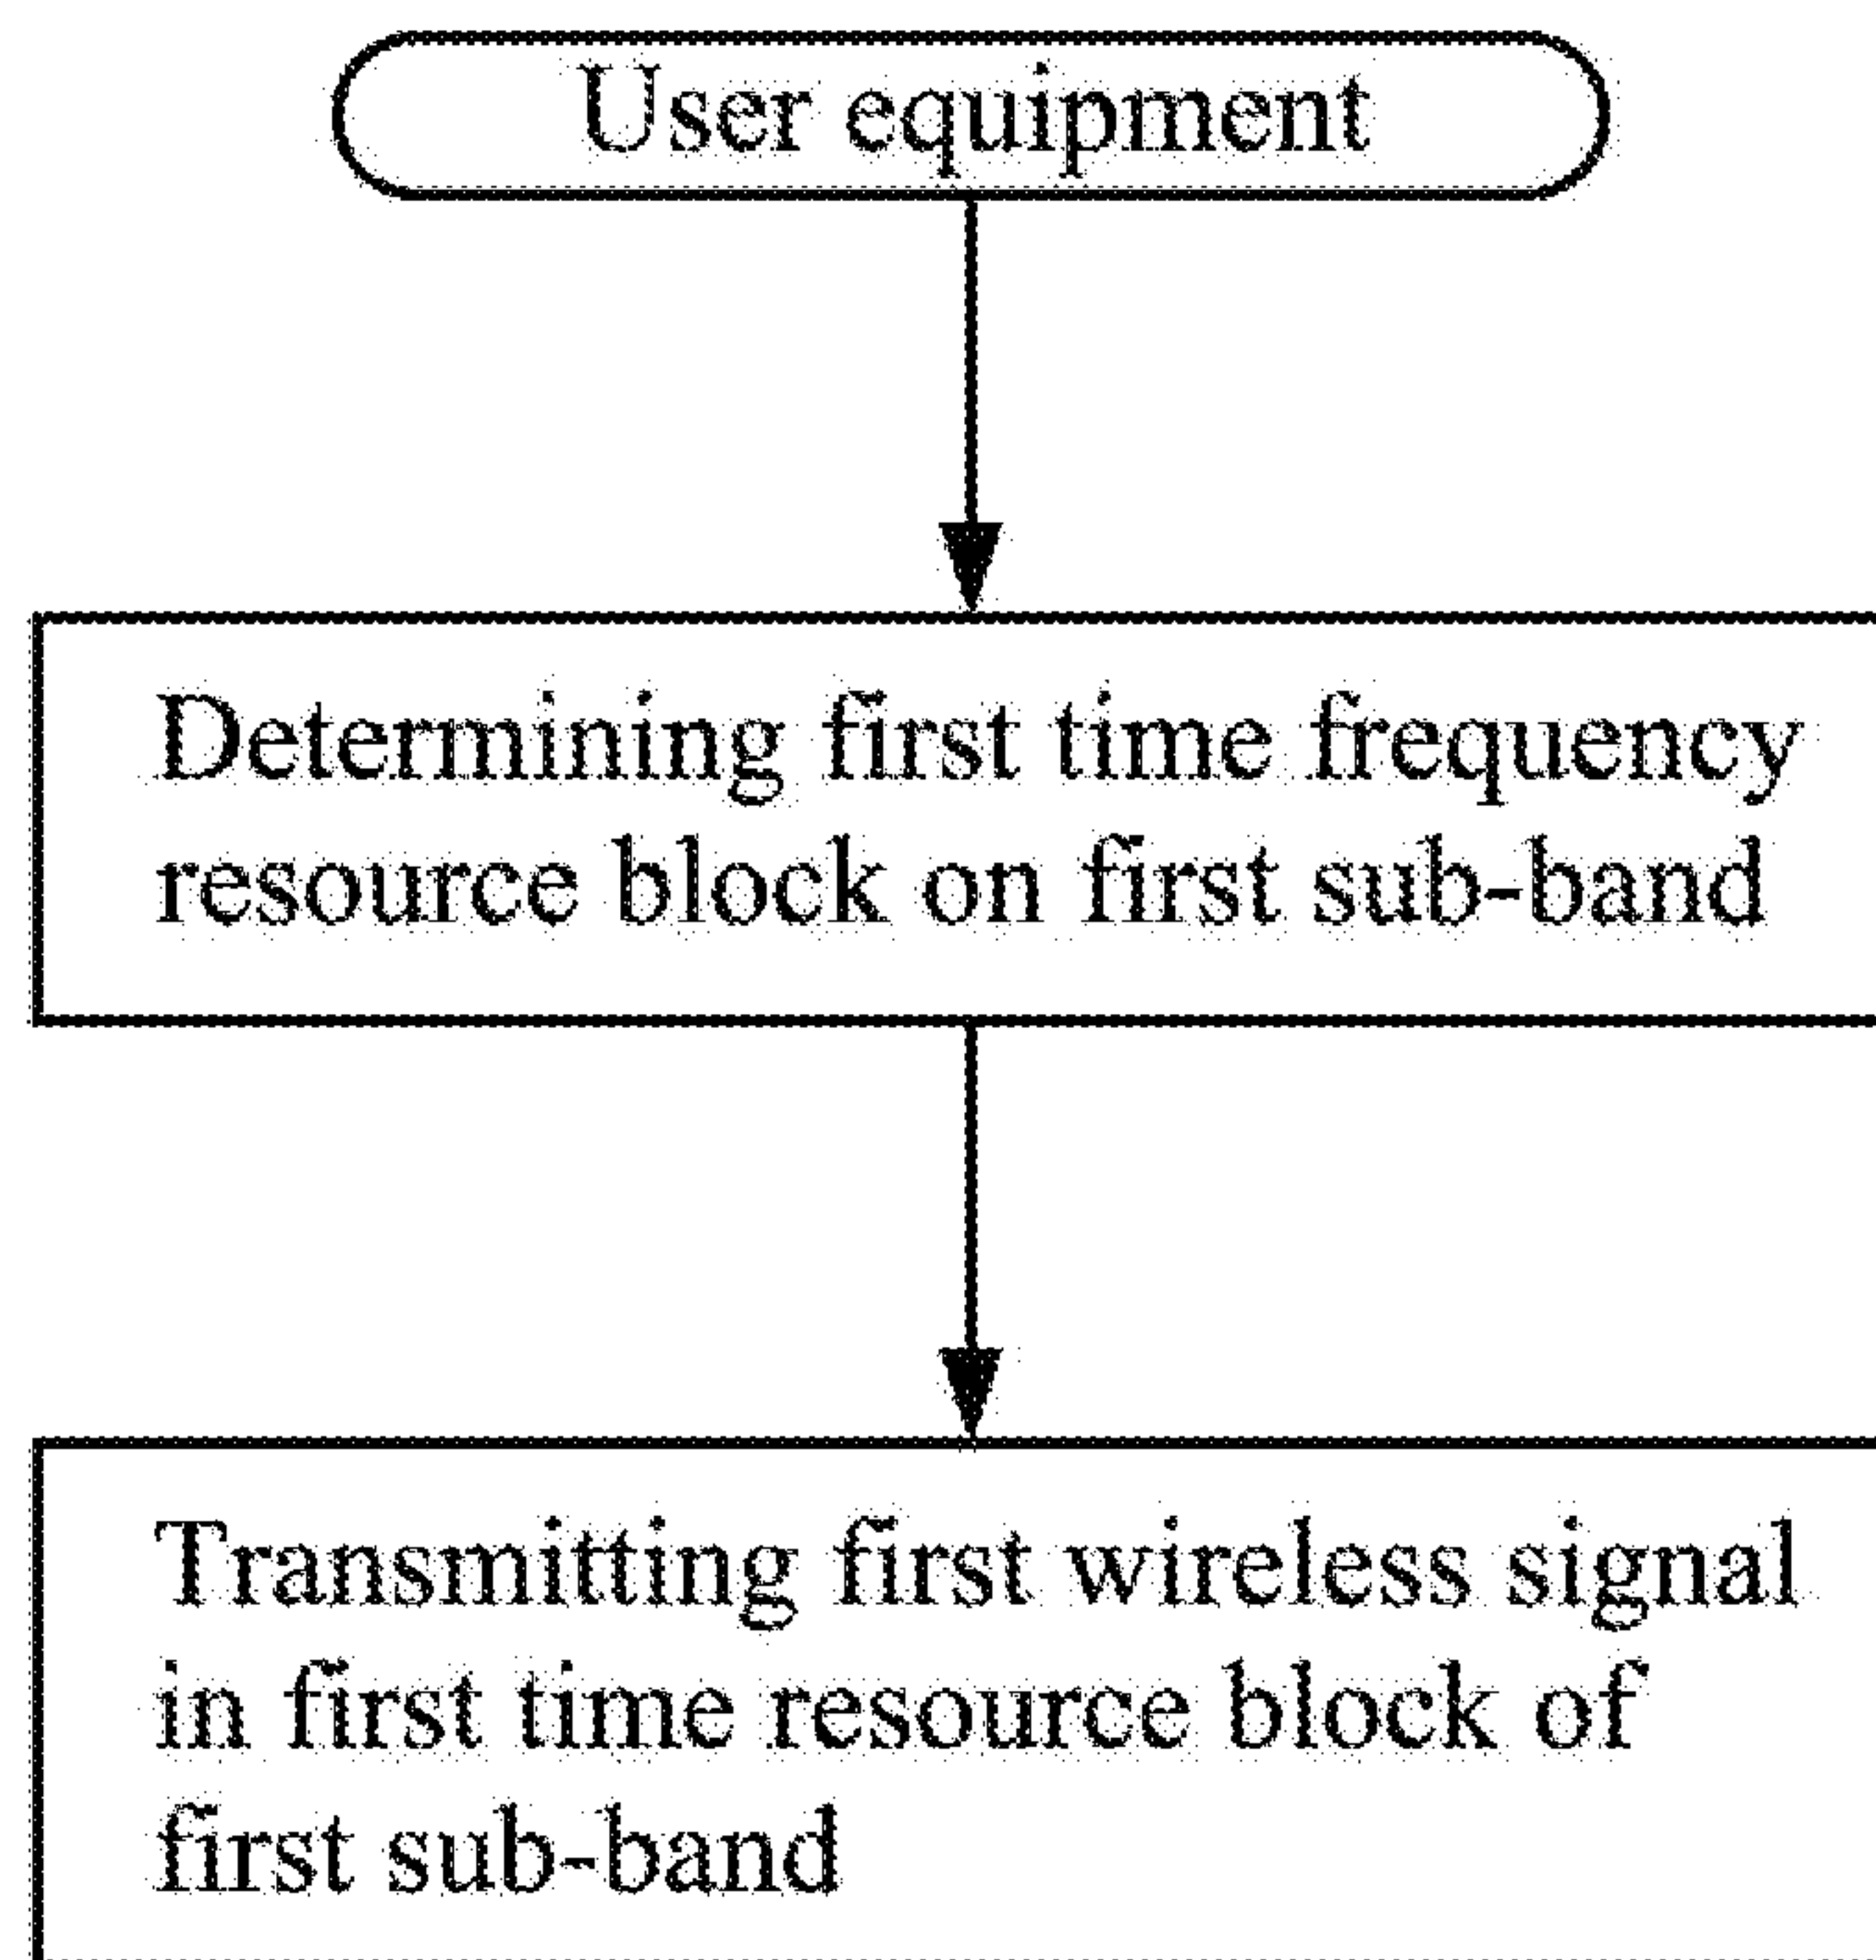 User equipment
Determining first time frequency
resource block on first sub-band
Transmitting first wireless signal
in first time resource block of
first sub-band